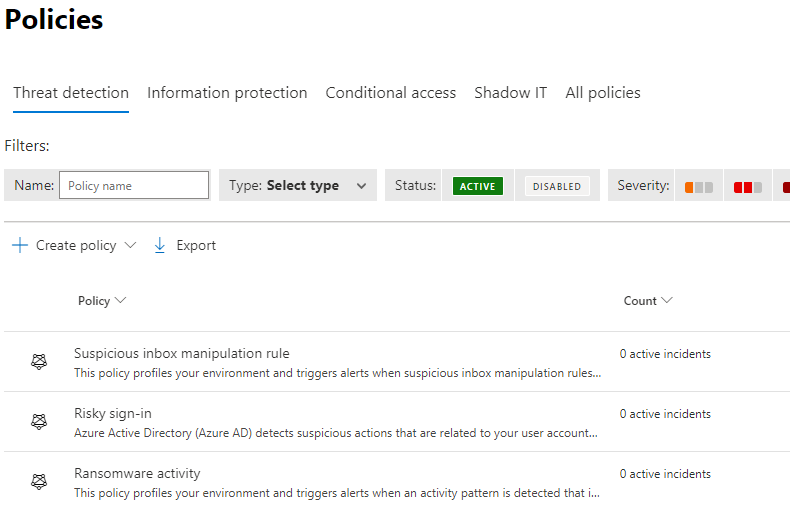 Policies
Threat detection Information protection Conditional access Shadow IT All policies
Filters:
Name: Policy name Type: Select type Status: ACTIVE DISABLED Severity:
Create policy Export
Policy Count
Suspicious inbox manipulation rule 0 active incidents
This policy profiles your environment and triggers alerts when suspicious inbox manipulation rules...
Risky sign-in 0 active incidents
Azure Active Directory (Azure AD) detects suspicious actions that are related to your user account...
Ransomware activity 0 active incidents
This policy profiles your environment and triggers alerts when an activity pattern is detected that i...